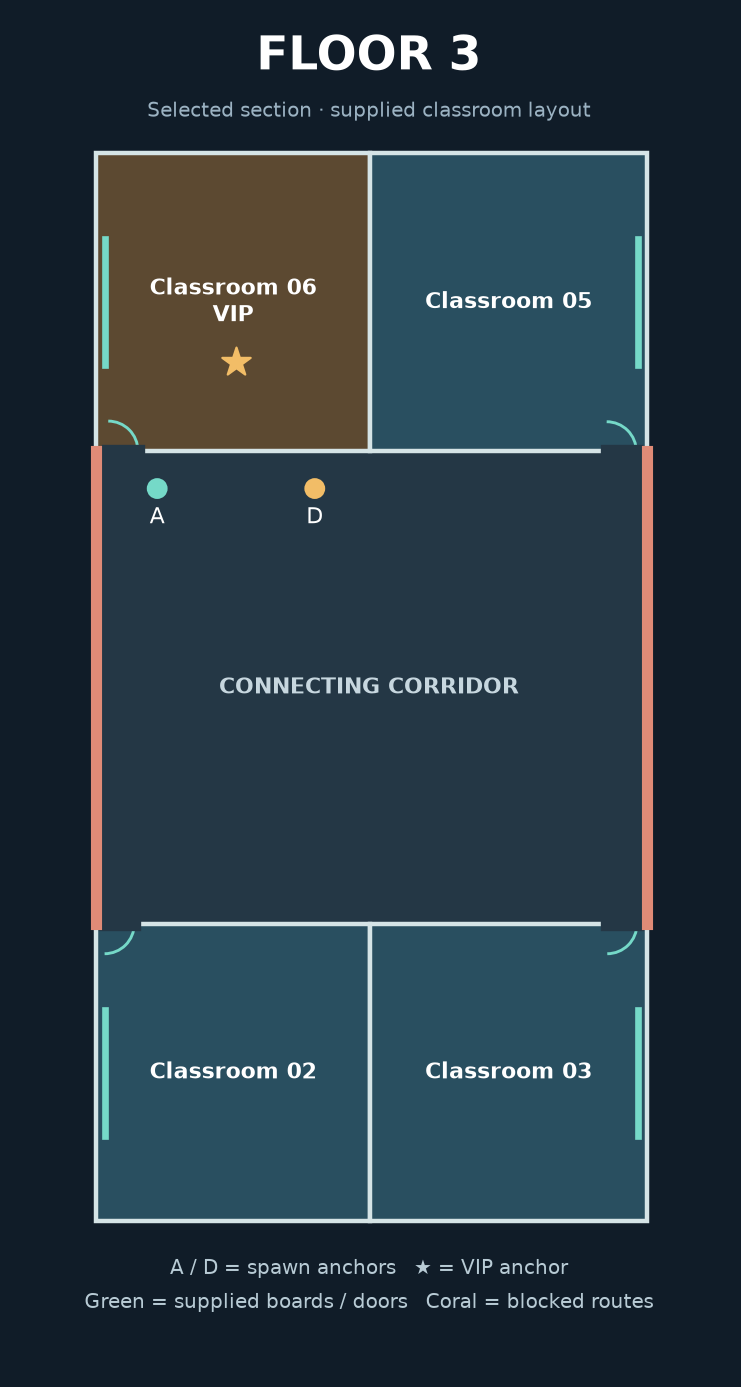 FLOOR 3
Selected section · supplied classroom layout
Classroom 06
VIP
Classroom 05
A
D
CONNECTING CORRIDOR
Classroom 02
Classroom 03
A / D = spawn anchors ★ = VIP anchor
Green = supplied boards / doors Coral = blocked routes